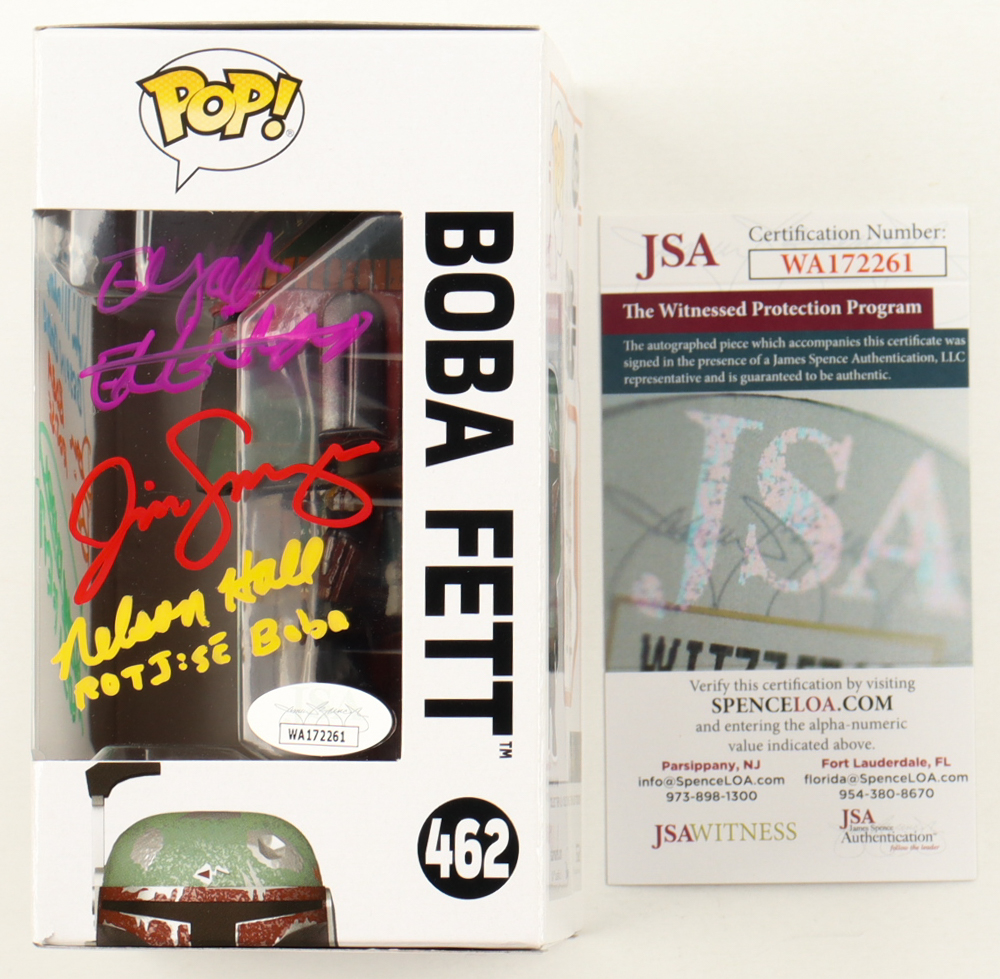 POP!
BOBA FETT™
Jim
Nelson Hall
ROTJ:SE Boba
WA172261
462
JSA
Certification Number:
WA172261
The Witnessed Protection Program
The autographed piece which accompanies this certificate was
signed in the presence of a James Spence Authentication, LLC
representative and is guaranteed to be authentic.
JSA
Verify this certification by visiting
SPENCELOA.COM
and entering the alpha-numeric
value indicated above.
Parsippany, NJ
info@SpenceLOA.com
973-898-1300
Fort Lauderdale, FL
florida@SpenceLOA.com
954-380-8670
JSAWITNESS
JSA
James Spence
Authentication
follow the leader